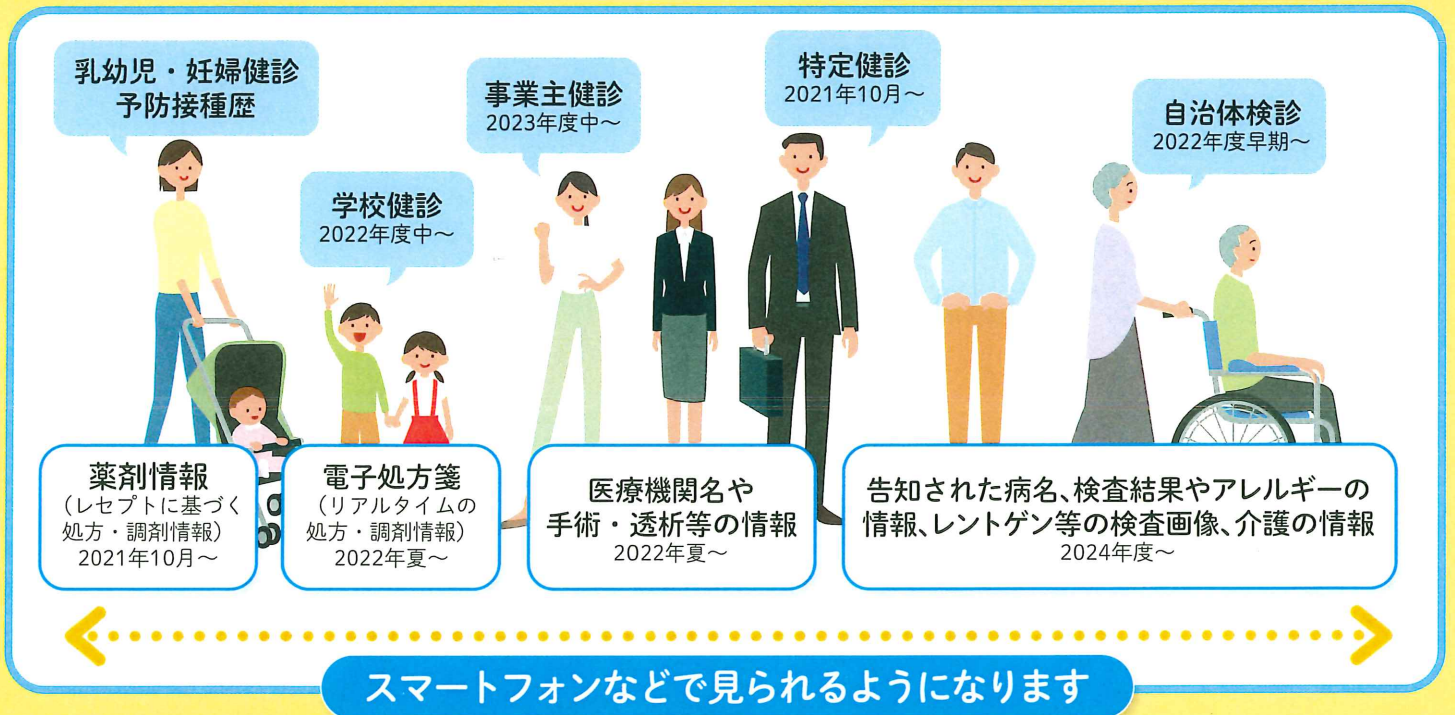 乳幼児・妊婦健診
予防接種歴
学校健診
2022年度中～
事業主健診
2023年度中～
特定健診
2021年10月～
自治体検診
2022年度早期～
薬剤情報
（レセプトに基づく
処方・調剤情報）
2021年10月～
電子処方箋
（リアルタイムの
処方・調剤情報）
2022年夏～
医療機関名や
手術・透析等の情報
2022年夏～
告知された病名、検査結果やアレルギーの
情報、レントゲン等の検査画像、介護の情報
2024年度～
スマートフォンなどで見られるようになります